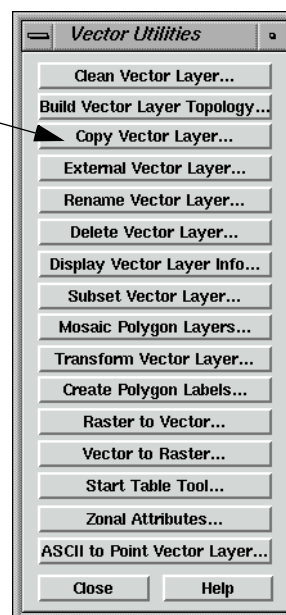 Vector Utilities
Clean Vector Layer...
Build Vector Layer Topology...
Copy Vector Layer...
External Vector Layer...
Rename Vector Layer...
Delete Vector Layer...
Display Vector Layer Info...
Subset Vector Layer...
Mosaic Polygon Layers...
Transform Vector Layer...
Create Polygon Labels...
Raster to Vector...
Vector to Raster...
Start Table Tool...
Zonal Attributes...
ASCII to Point Vector Layer...
Close Help